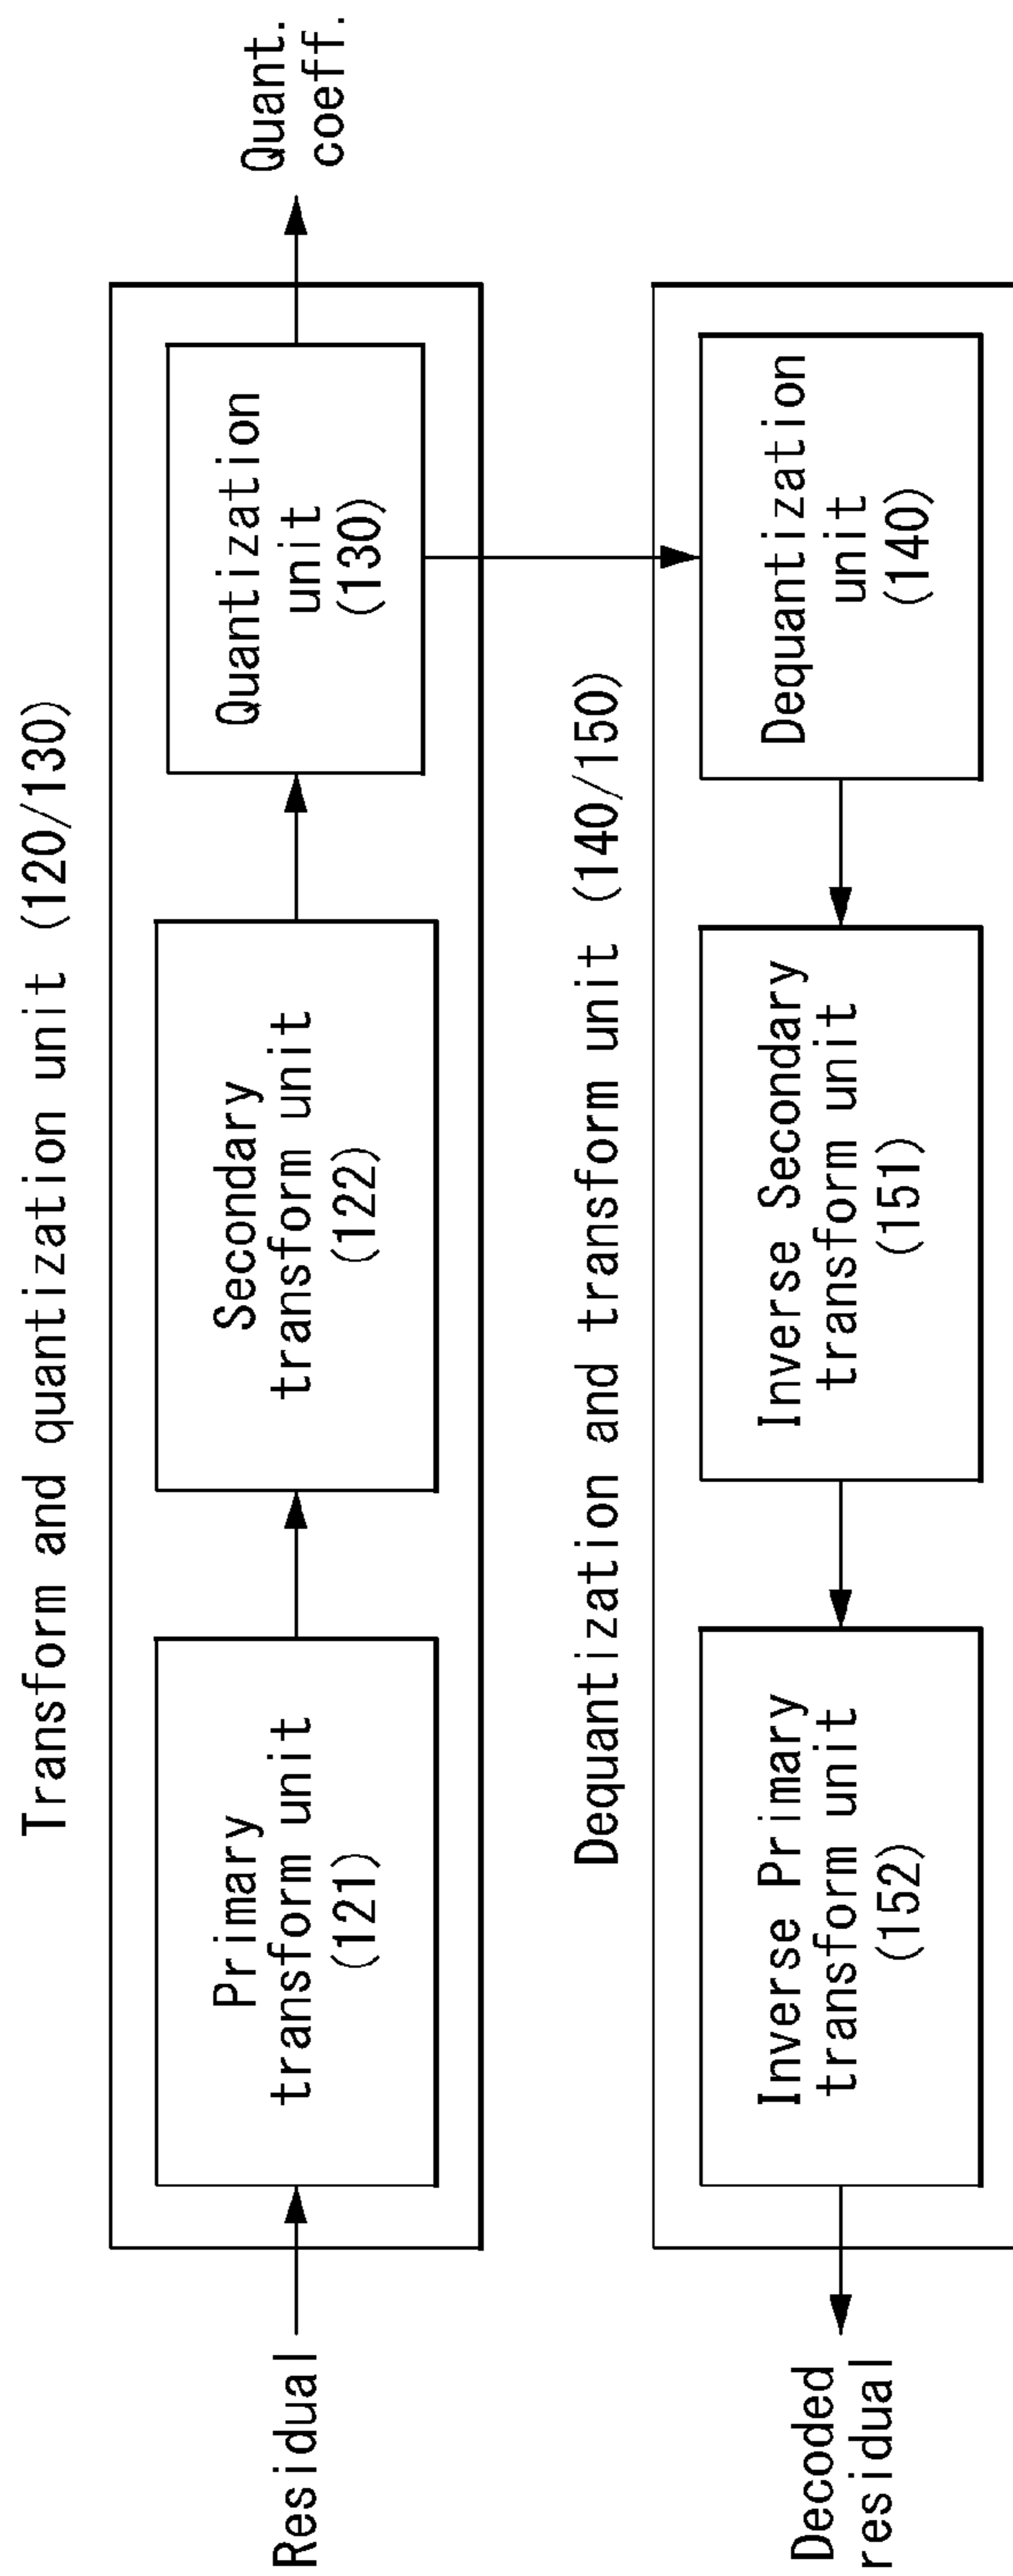 Transform and quantization unit (120/130)
Residual
Primary
transform unit
(121)
Secondary
transform unit
(122)
Quantization
unit
(130)
Quant.
coeff.
Dequantization and transform unit (140/150)
Decoded
residual
Inverse Primary
transform unit
(152)
Inverse Secondary
transform unit
(151)
Dequantization
unit
(140)